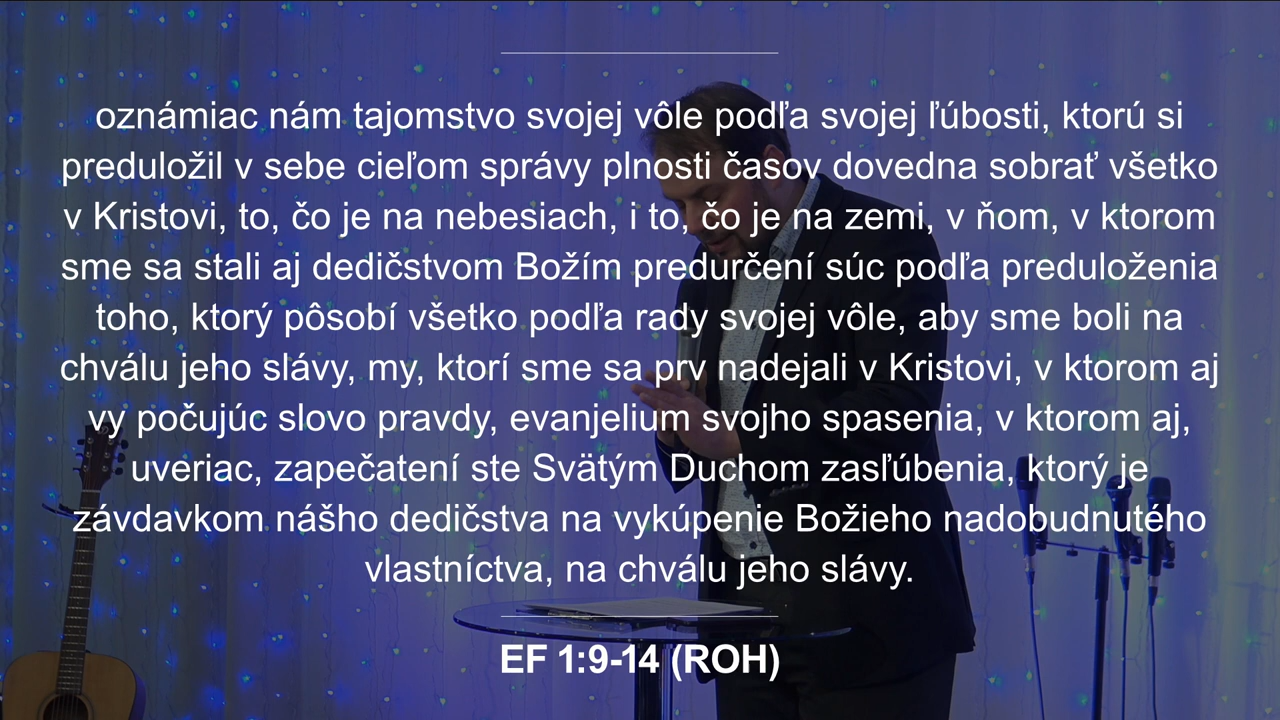 oznámiac nám tajomstvo svojej vôle podľa svojej ľúbosti, ktorú si
preduložil v sebe cieľom správy plnosti časov dovedna sobrať všetko
v Kristovi, to, čo je na nebesiach, i to, čo je na zemi, v ňom, v ktorom
sme sa stali aj dedičstvom Božím predurčení súc podľa preduloženia
toho, ktorý pôsobí všetko podľa rady svojej vôle, aby sme boli na
chválu jeho slávy, my, ktorí sme sa prv nadejali v Kristovi, v ktorom aj
vy počujúc slovo pravdy, evanjelium svojho spasenia, v ktorom aj,
uveriac, zapečatení ste Svätým Duchom zasľúbenia, ktorý je
závdavkom nášho dedičstva na vykúpenie Božieho nadobudnutého
vlastníctva, na chválu jeho slávy.
EF 1:9-14 (ROH)